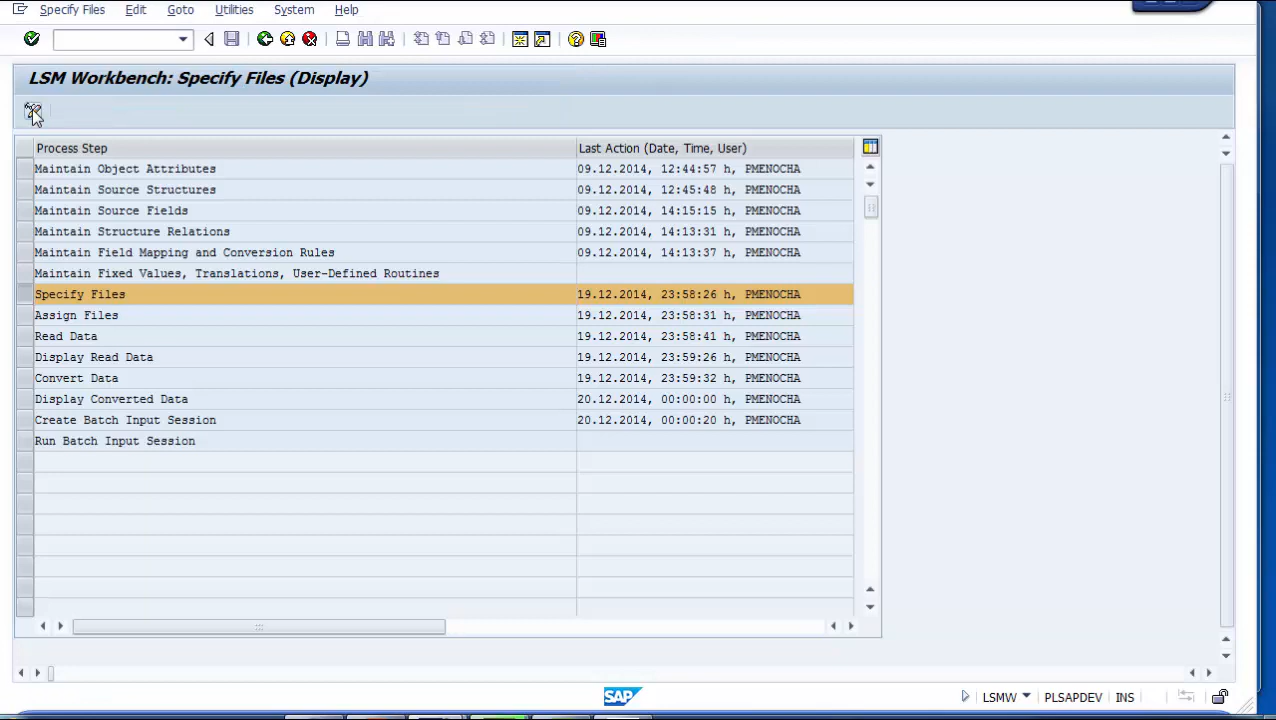 Specify Files Edit Goto Utilities System Help
LSM Workbench: Specify Files (Display)
Process Step Last Action (Date, Time, User)
Maintain Object Attributes 09.12.2014, 12:44:57 h, PMENOCHA
Maintain Source Structures 09.12.2014, 12:45:48 h, PMENOCHA
Maintain Source Fields 09.12.2014, 14:15:15 h, PMENOCHA
Maintain Structure Relations 09.12.2014, 14:13:31 h, PMENOCHA
Maintain Field Mapping and Conversion Rules 09.12.2014, 14:13:37 h, PMENOCHA
Maintain Fixed Values, Translations, User-Defined Routines
Specify Files 19.12.2014, 23:58:26 h, PMENOCHA
Assign Files 19.12.2014, 23:58:31 h, PMENOCHA
Read Data 19.12.2014, 23:58:41 h, PMENOCHA
Display Read Data 19.12.2014, 23:59:26 h, PMENOCHA
Convert Data 19.12.2014, 23:59:32 h, PMENOCHA
Display Converted Data 20.12.2014, 00:00:00 h, PMENOCHA
Create Batch Input Session 20.12.2014, 00:00:20 h, PMENOCHA
Run Batch Input Session
SAP LSMW PLSAPDEV INS